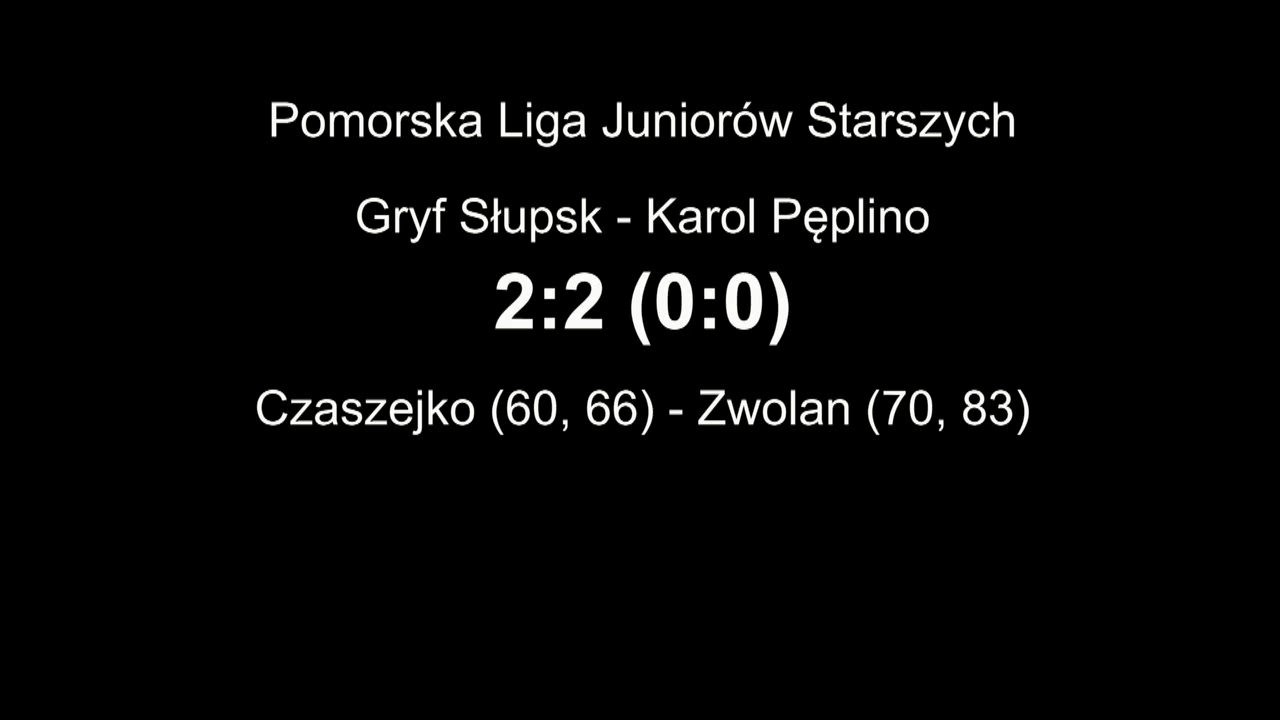 Pomorska Liga Juniorów Starszych
Gryf Słupsk - Karol Pęplino
2:2 (0:0)
Czaszejko (60, 66) - Zwolan (70, 83)